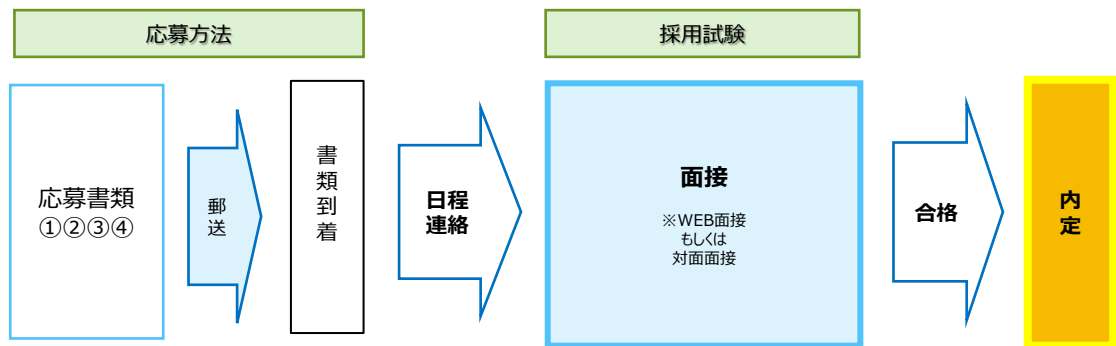 応募方法
採用試験
応募書類
①②③④
郵送
書類到着
日程
連絡
面接
※WEB面接
もしくは
対面面接
合格
内定